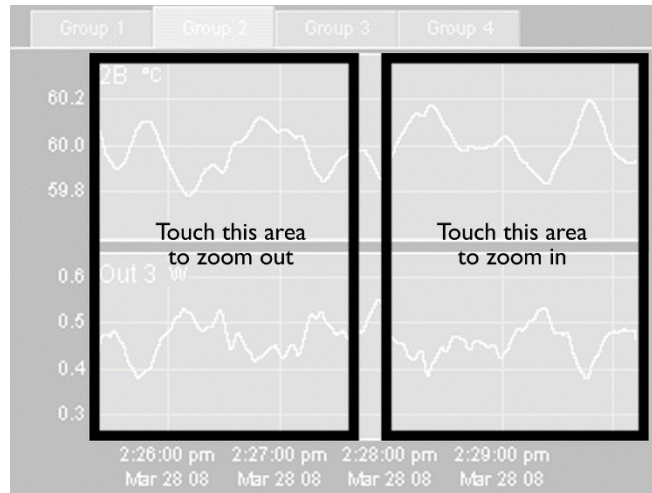 Group 1 Group 2 Group 3 Group 4
2B °C
60.2
60.0
59.8
Touch this area Touch this area
to zoom out to zoom in
Out 3 W
0.6
0.5
0.4
0.3
2:26:00 pm 2:27:00 pm 2:28:00 pm 2:29:00 pm
Mar 28 08 Mar 28 08 Mar 28 08 Mar 28 08